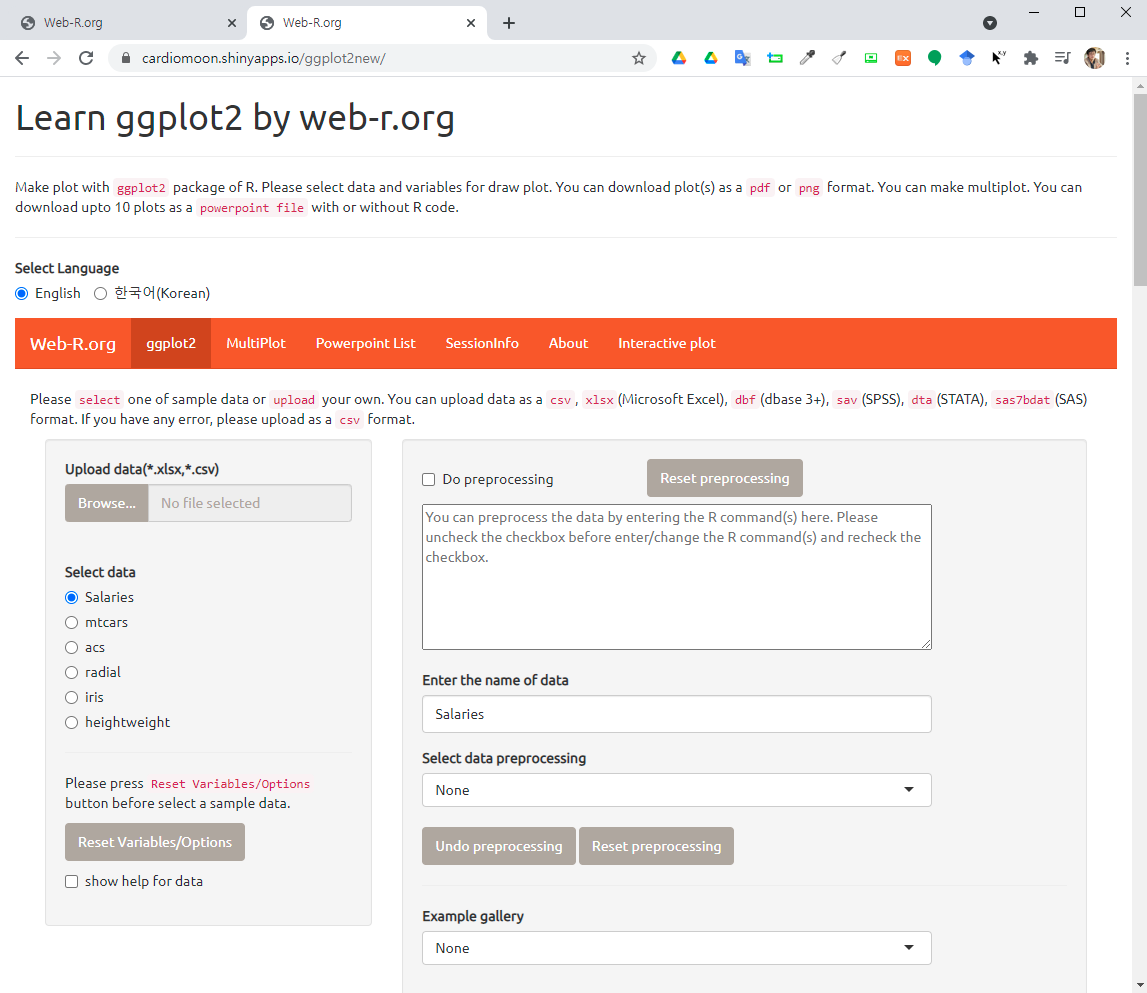 Web-R.org
Web-R.org
cardiomoon.shinyapps.io/ggplot2new/
Learn ggplot2 by web-r.org
Make plot with ggplot2 package of R. Please select data and variables for draw plot. You can download plot(s) as a pdf or png format. You can make multiplot. You can
download upto 10 plots as a powerpoint file with or without R code.
Select Language
English 한국어(Korean)
Web-R.org ggplot2 MultiPlot Powerpoint List SessionInfo About Interactive plot
Please select one of sample data or upload your own. You can upload data as a csv , xlsx (Microsoft Excel), dbf (dbase 3+), sav (SPSS), dta (STATA), sas7bdat (SAS)
format. If you have any error, please upload as a csv format.
Upload data(*.xlsx,*.csv)
Browse... No file selected
Select data
Salaries
mtcars
acs
radial
iris
heightweight
Please press Reset Variables/Options
button before select a sample data.
Reset Variables/Options
show help for data
Do preprocessing Reset preprocessing
You can preprocess the data by entering the R command(s) here. Please
uncheck the checkbox before enter/change the R command(s) and recheck the
checkbox.
Enter the name of data
Salaries
Select data preprocessing
None
Undo preprocessing Reset preprocessing
Example gallery
None